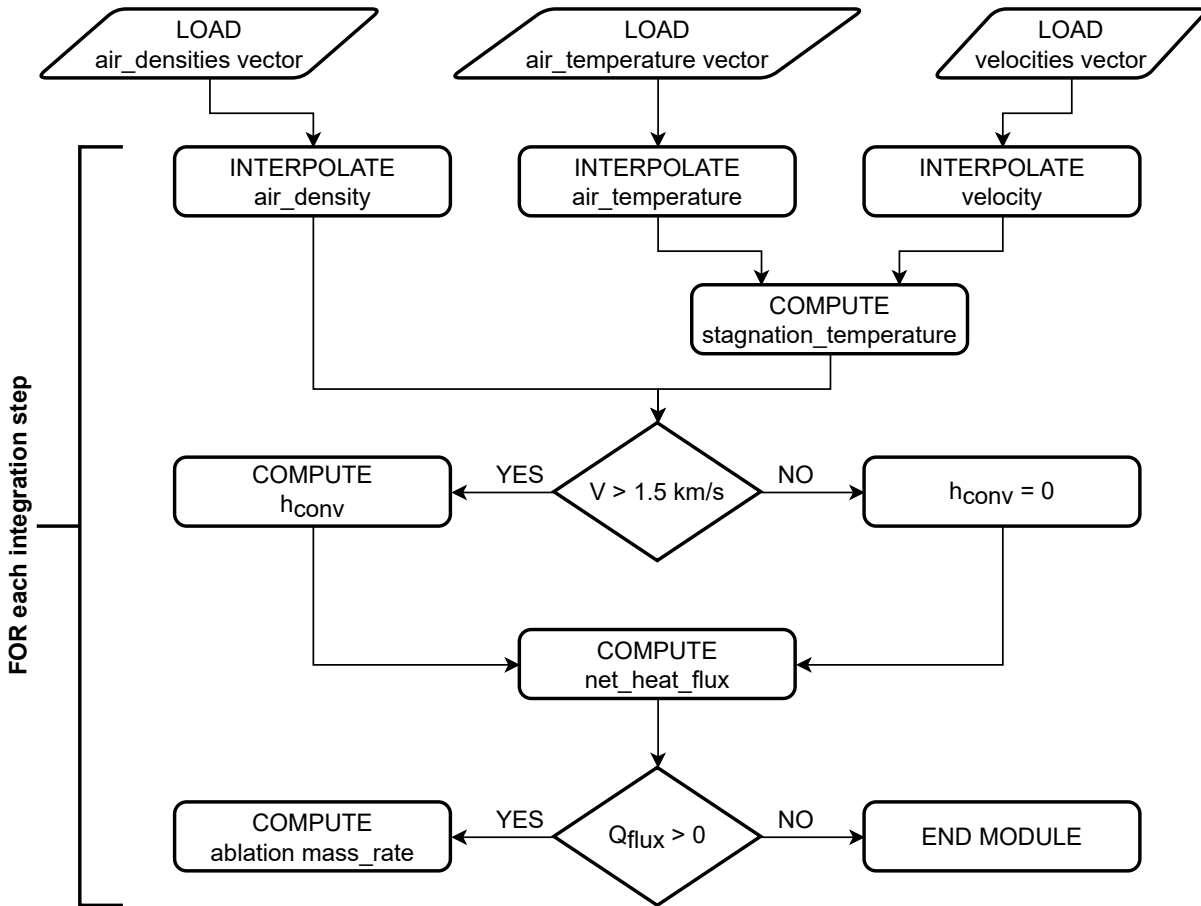 LOAD
air_densities vector
LOAD
air_temperature vector
LOAD
velocities vector
INTERPOLATE
air_density
INTERPOLATE
air_temperature
INTERPOLATE
velocity
COMPUTE
stagnation_temperature
FOR each integration step
COMPUTE
hconv
YES
V > 1.5 km/s
NO
hconv = 0
COMPUTE
net_heat_flux
COMPUTE
ablation mass_rate
YES
Qflux > 0
NO
END MODULE